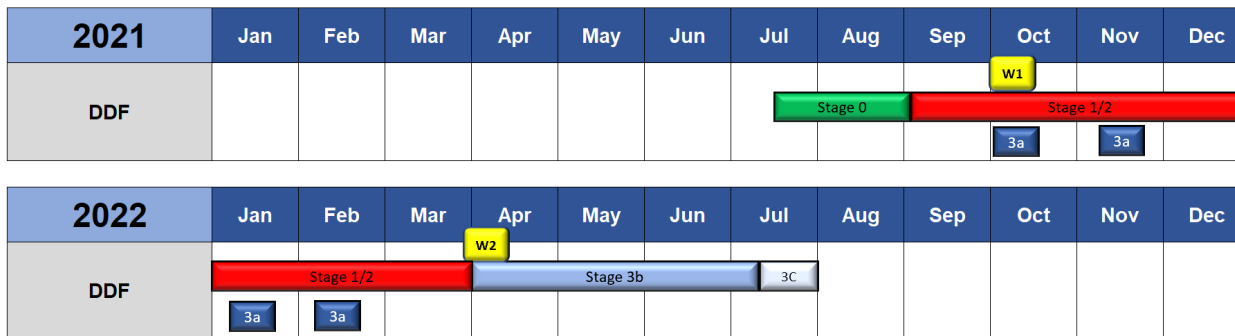 2021 Jan Feb Mar Apr May Jun Jul Aug Sep Oct Nov Dec
W1
DDF Stage 0 Stage 1/2
3a 3a
2022 Jan Feb Mar Apr May Jun Jul Aug Sep Oct Nov Dec
W2
DDF Stage 1/2 Stage 3b 3C
3a 3a